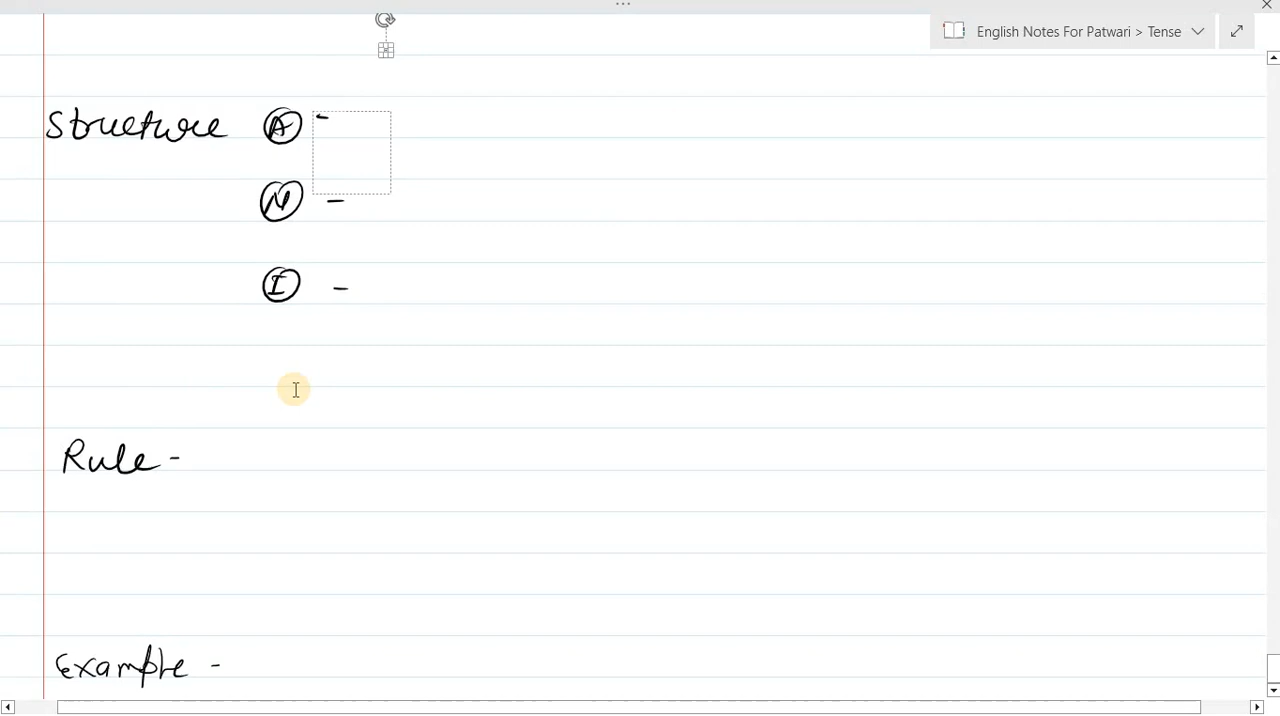 English Notes For Patwari > Tense
Structure Ⓐ -
Ⓝ -
Ⓘ -
Rule -
Example -